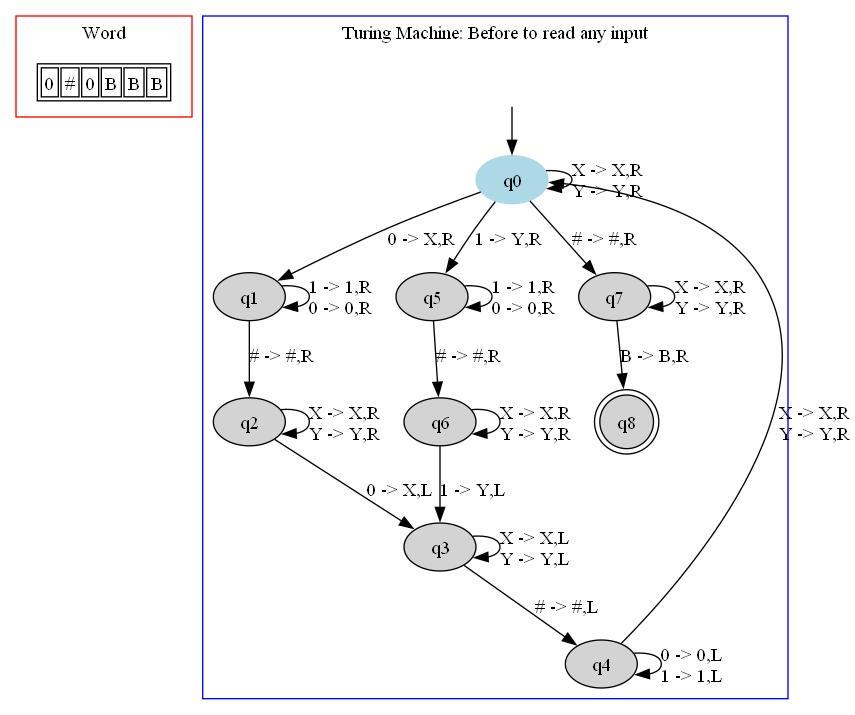 Word
0 # 0 B B B
Turing Machine: Before to read any input
q0
X -> X,R
Y -> Y,R
0 -> X,R
1 -> Y,R
# -> #,R
q1
1 -> 1,R
0 -> 0,R
q5
1 -> 1,R
0 -> 0,R
q7
X -> X,R
Y -> Y,R
# -> #,R
# -> #,R
B -> B,R
q2
X -> X,R
Y -> Y,R
q6
X -> X,R
Y -> Y,R
q8
X -> X,R
Y -> Y,R
0 -> X,L
1 -> Y,L
q3
X -> X,L
Y -> Y,L
# -> #,L
q4
0 -> 0,L
1 -> 1,L